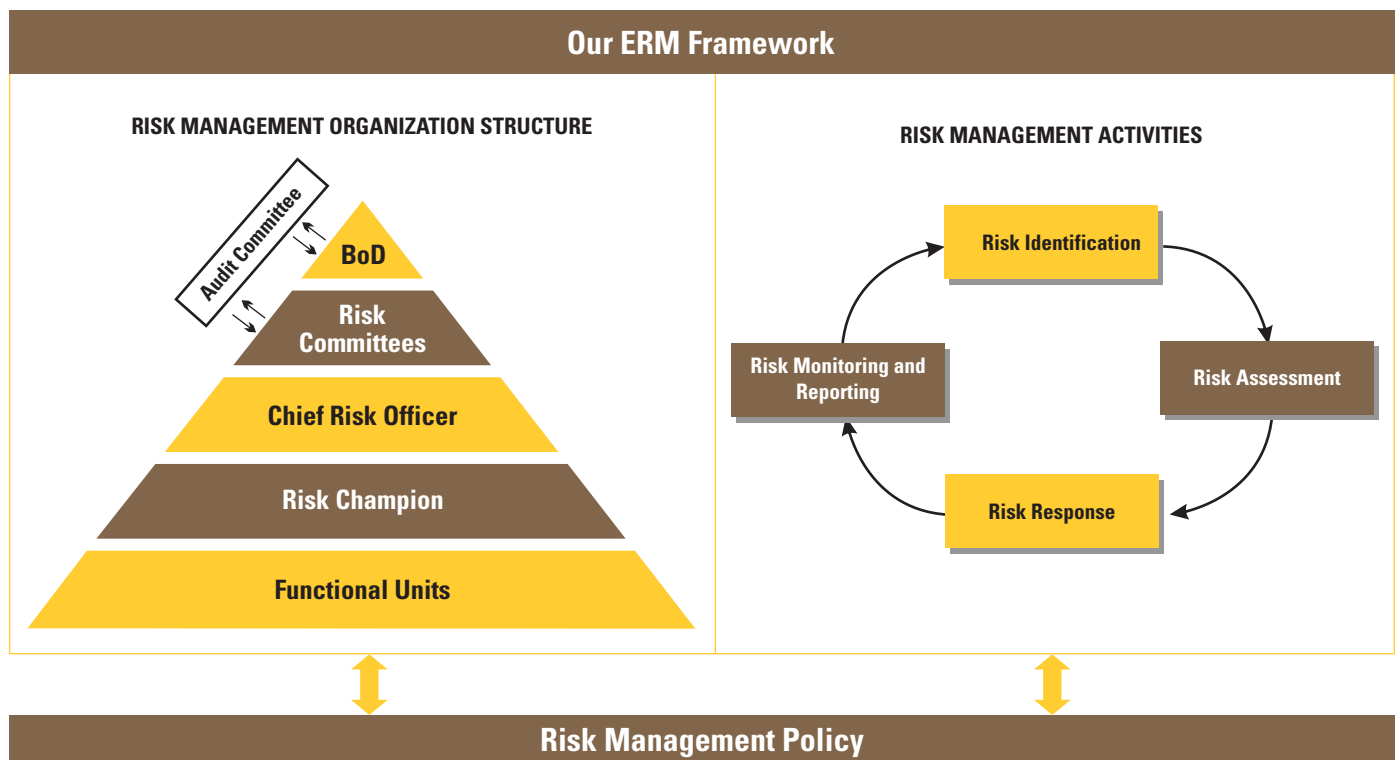 Our ERM Framework
RISK MANAGEMENT ORGANIZATION STRUCTURE
Audit Committee
BoD
Risk
Committees
Chief Risk Officer
Risk Champion
Functional Units
RISK MANAGEMENT ACTIVITIES
Risk Identification
Risk Assessment
Risk Response
Risk Monitoring and
Reporting
Risk Management Policy